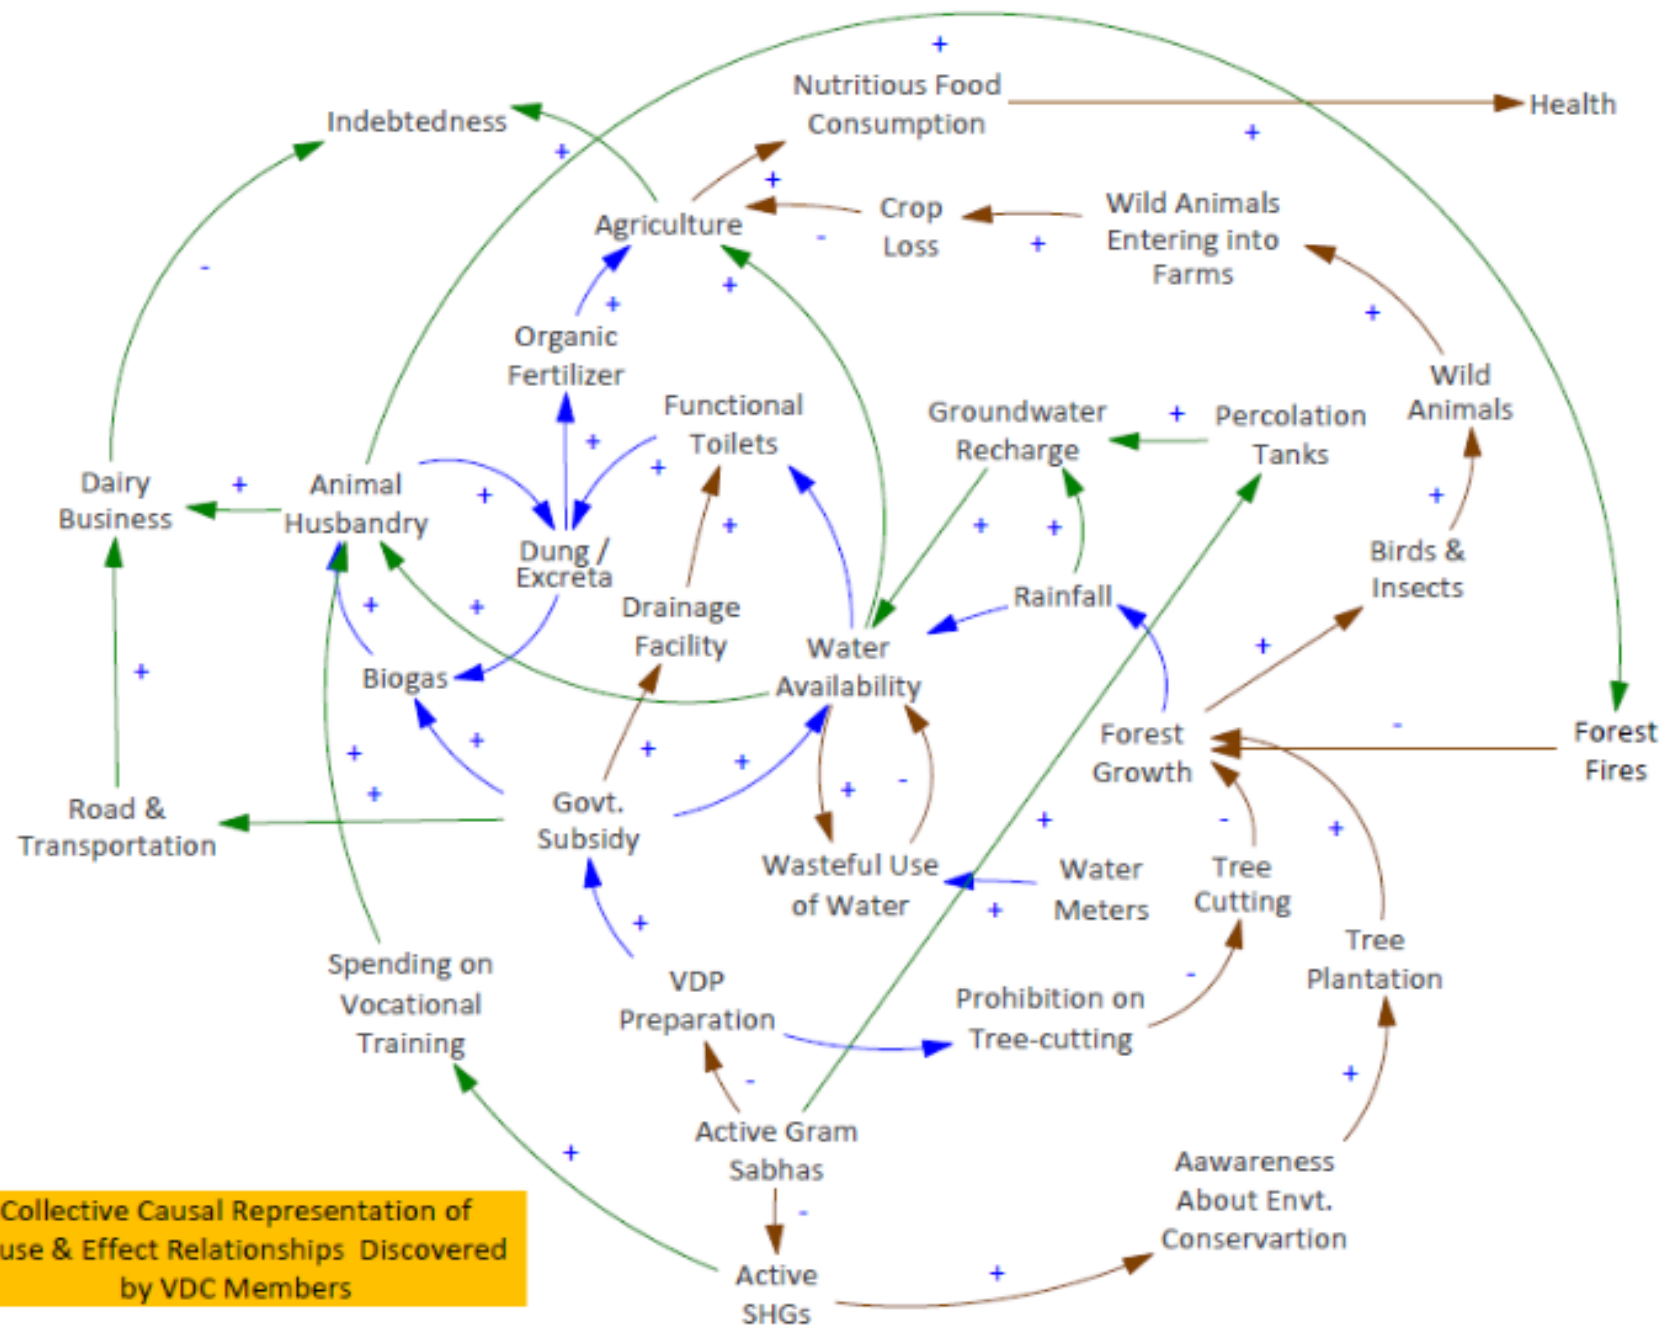 +
Nutritious Food
Consumption
Health
Indebtedness
+
+
+
Agriculture
Crop
Loss
Wild Animals
Entering into
Farms
-
+
-
+
+
+
Organic
Fertilizer
Functional
Toilets
Groundwater
Recharge
+
Percolation
Tanks
Wild
Animals
+
+
Dairy
Business
+
Animal
Husbandry
+
+
+
+
+
Dung /
Excreta
Birds &
Insects
Drainage
Facility
Rainfall
+
+
+
+
Biogas
Water
Availability
Forest
Growth
-
Forest
Fires
+
+
+
+
+
+
-
Road &
Transportation
Govt.
Subsidy
+
-
+
Wasteful Use
of Water
Water
Meters
Tree
Cutting
+
+
Tree
Plantation
Spending on
Vocational
Training
VDP
Preparation
Prohibition on
Tree-cutting
-
-
+
Active Gram
Sabhas
+
-
Aawareness
About Envt.
Conservartion
Active
SHGs
+
Collective Causal Representation of
use & Effect Relationships Discovered
by VDC Members